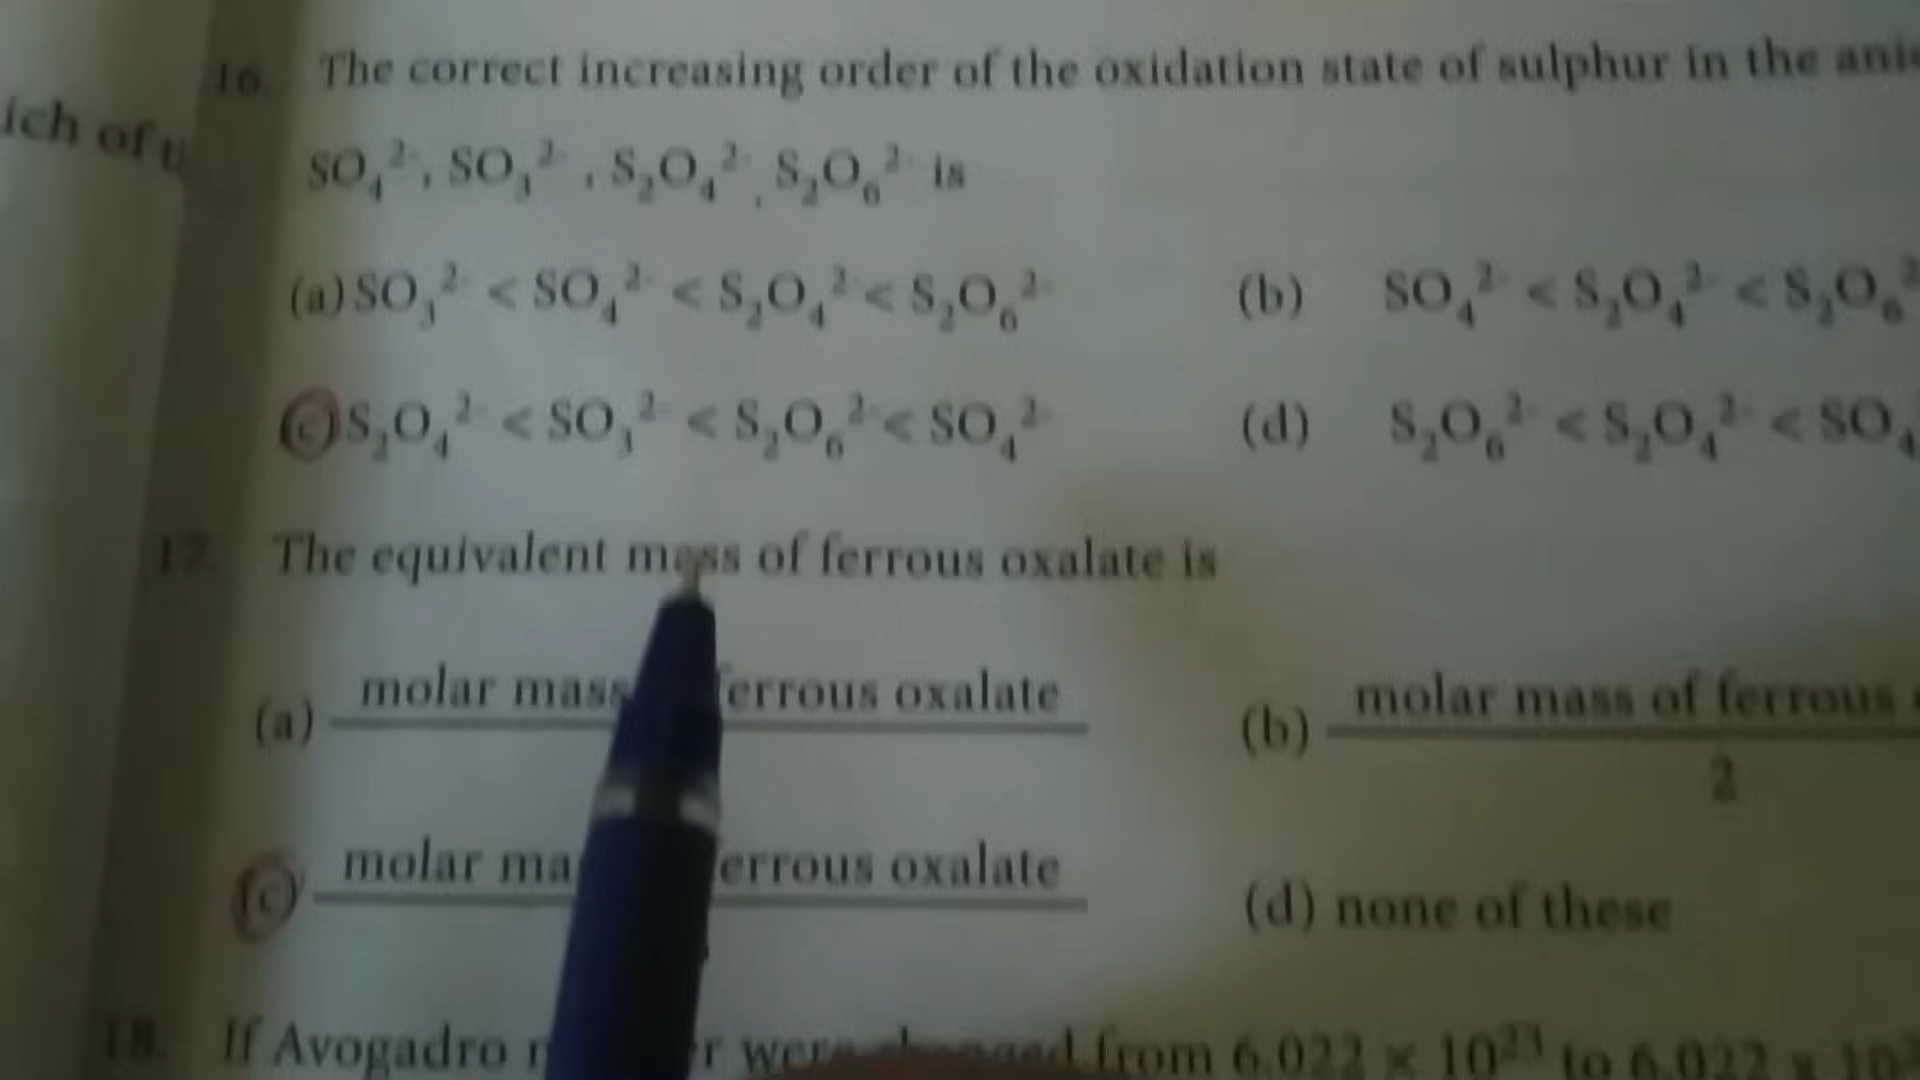 16. The correct increasing order of the oxidation state of sulphur in the
ich of
SO₄²⁻, SO₃²⁻, S₂O₄²⁻, S₂O₆²⁻ is
(a) SO₃²⁻ < SO₄²⁻ < S₂O₄²⁻ < S₂O₆²⁻ (b) SO₄²⁻ < S₂O₄²⁻ < S₂O₆²
(c) S₂O₄²⁻ < SO₃²⁻ < S₂O₆²⁻ < SO₄²⁻ (d) S₂O₆²⁻ < S₂O₄²⁻ < SO₄
17. The equivalent mass of ferrous oxalate is
(a) molar mass ferrous oxalate (b) molar mass of ferrous
2
(c) molar ma errous oxalate (d) none of these
18. If Avogadro were changed from 6.022 × 10²³ to 6.022 x 10